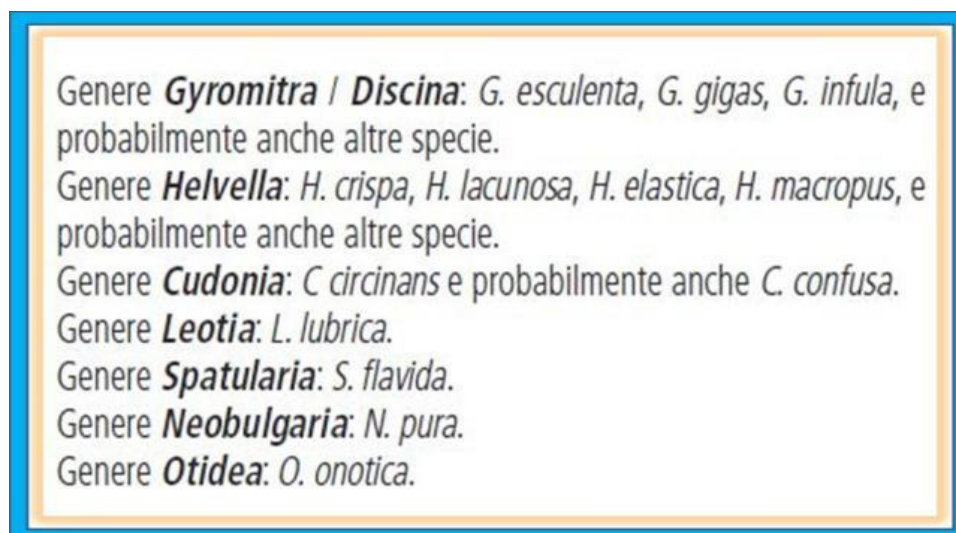 Genere Gyromitra / Discina: G. esculenta, G. gigas, G. infula, e
probabilmente anche altre specie.
Genere Helvella: H. crispa, H. lacunosa, H. elastica, H. macropus, e
probabilmente anche altre specie.
Genere Cudonia: C circinans e probabilmente anche C. confusa.
Genere Leotia: L. lubrica.
Genere Spatularia: S. flavida.
Genere Neobulgaria: N. pura.
Genere Otidea: O. onotica.